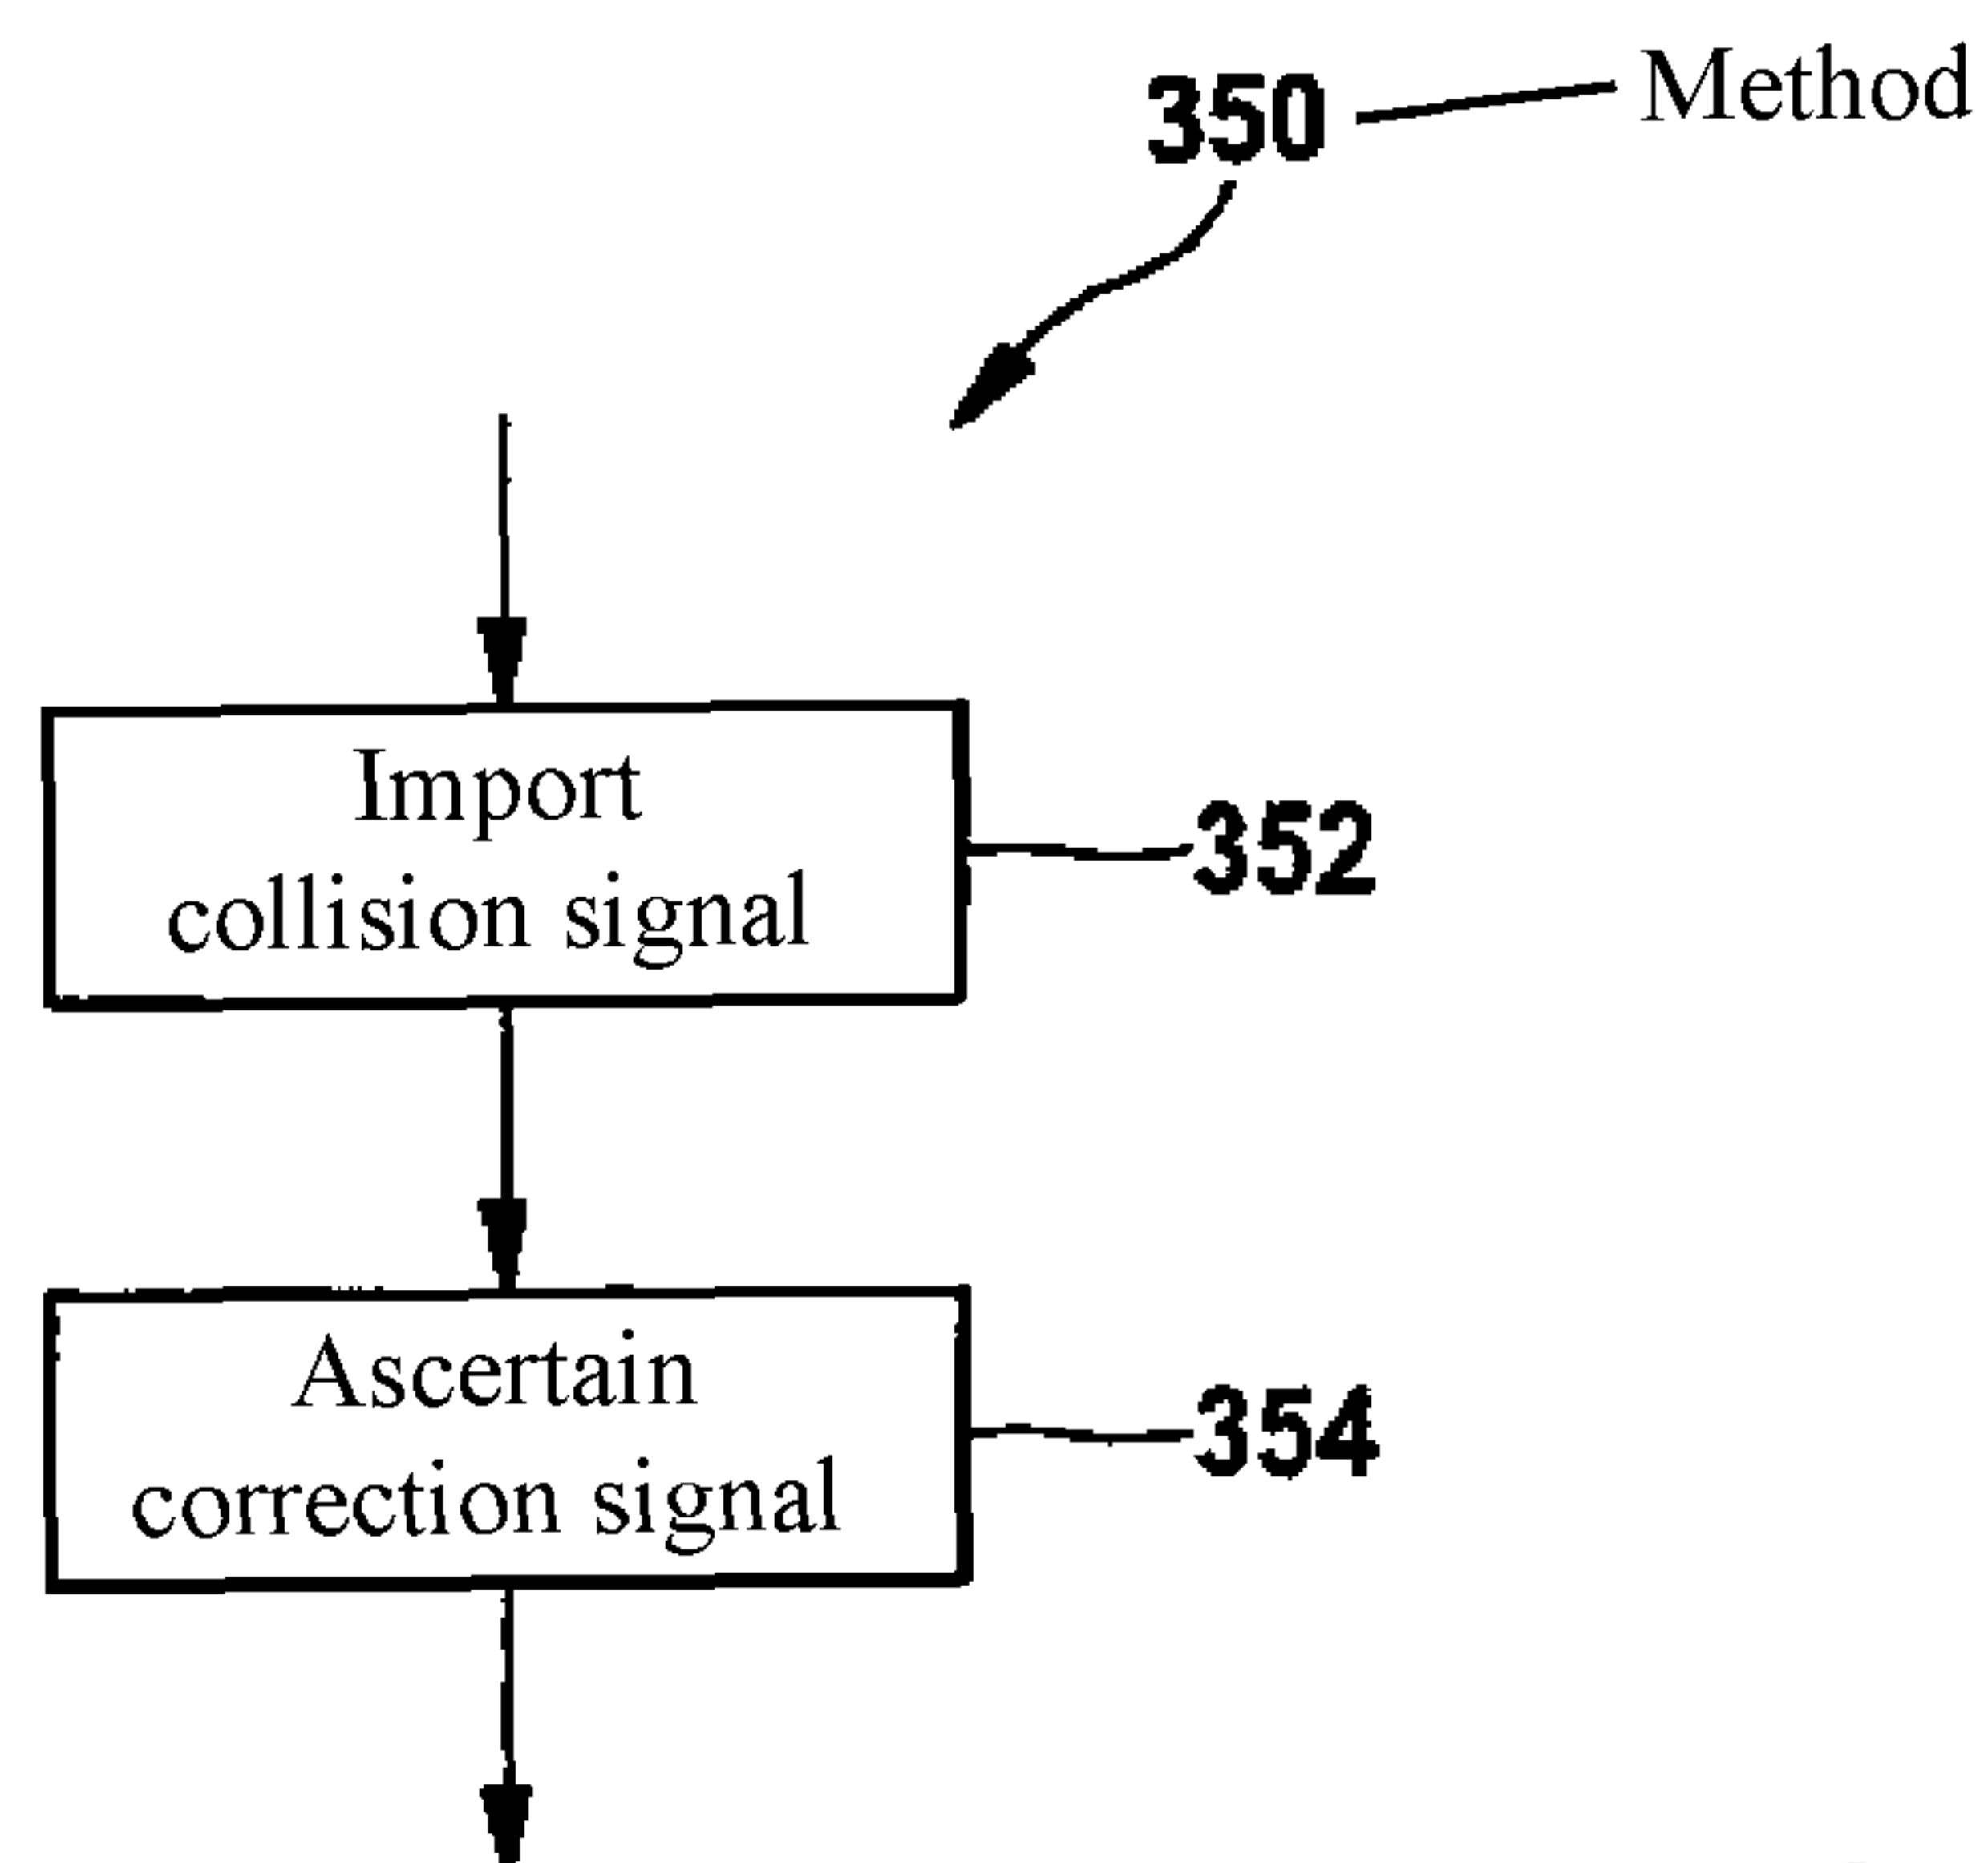 350 Method
Import
collision signal
352
Ascertain
correction signal
354